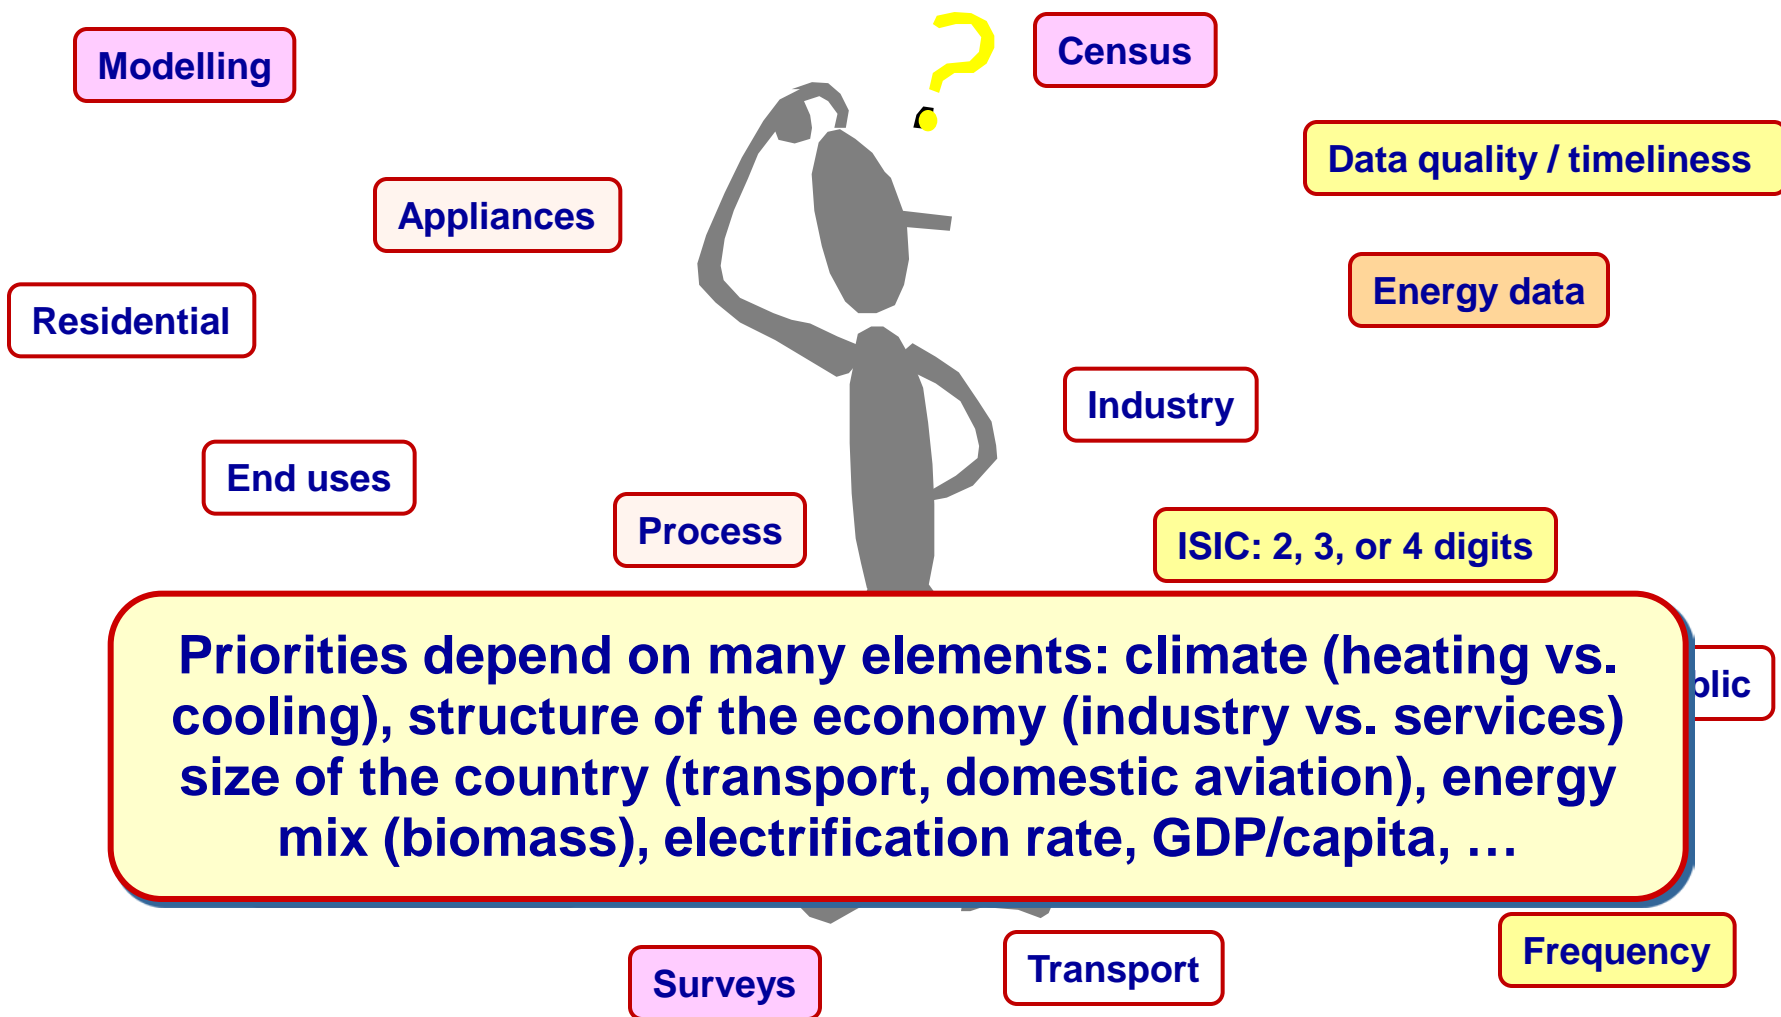 Modelling
Census
Data quality / timeliness
Appliances
Energy data
Residential
Industry
End uses
Process
ISIC: 2, 3, or 4 digits
Priorities depend on many elements: climate (heating vs.
cooling), structure of the economy (industry vs. services)
size of the country (transport, domestic aviation), energy
mix (biomass), electrification rate, GDP/capita, …
Frequency
Transport
Surveys